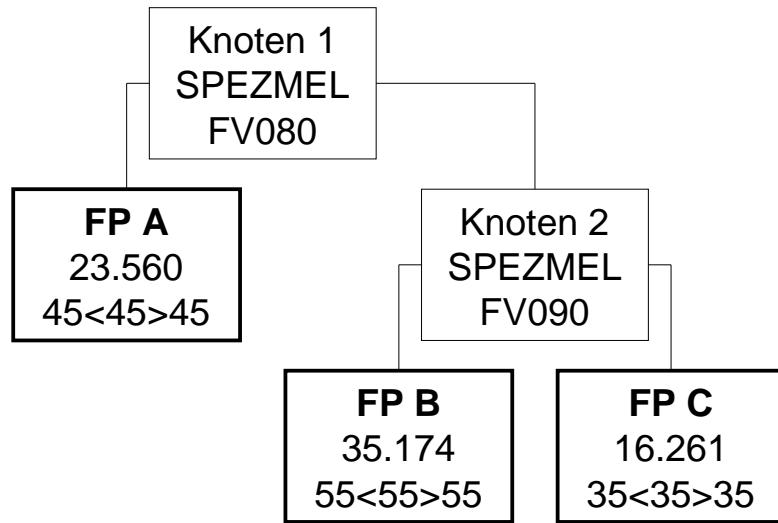 Knoten 1
SPEZMEL
FV080
FP A
23.560
45<45>45
Knoten 2
SPEZMEL
FV090
FP B
35.174
55<55>55
FP C
16.261
35<35>35